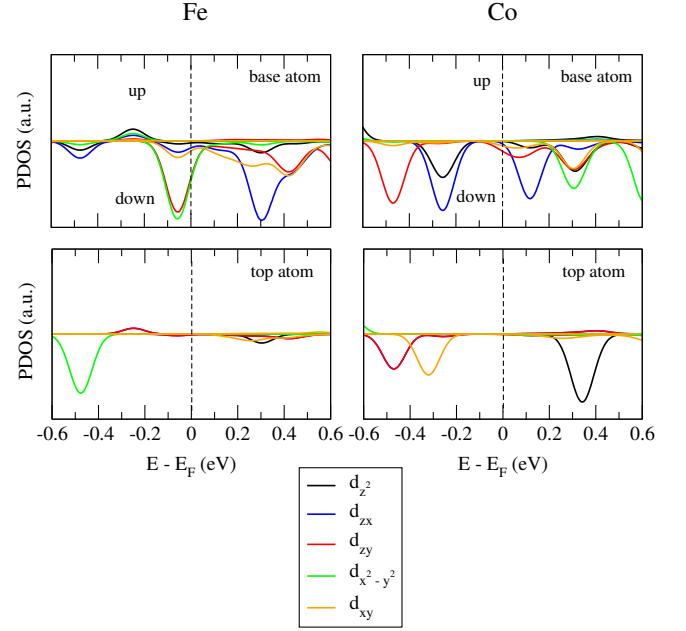 Fe Co
up base atom up base atom
PDOS (a.u.)
down down
top atom top atom
PDOS (a.u.)
-0.6 -0.4 -0.2 0 0.2 0.4 0.6 -0.4 -0.2 0 0.2 0.4 0.6
E - E_F (eV) E - E_F (eV)
d_z²
d_zx
d_zy
d_x² - y²
d_xy